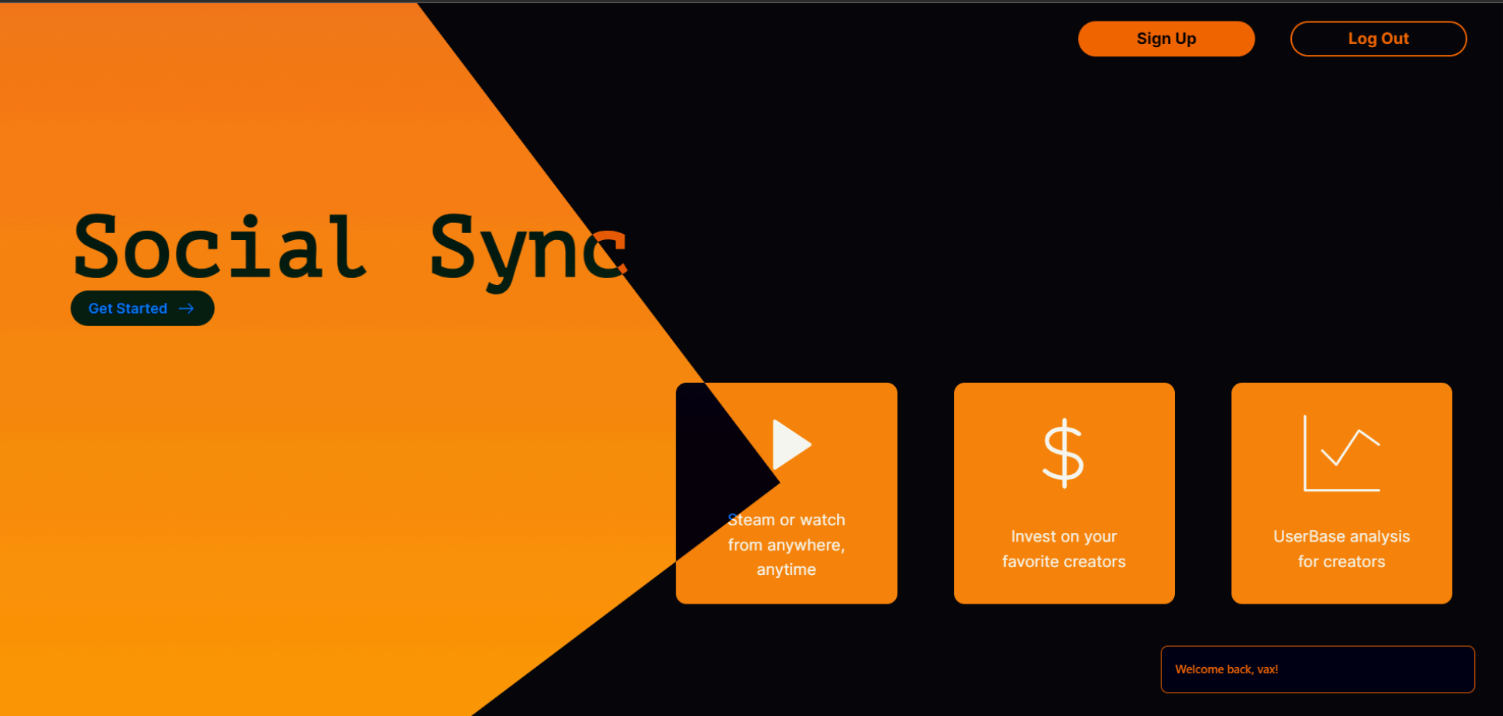 Sign Up
Log Out
Social Sync
Get Started
Steam or watch
from anywhere,
anytime
Invest on your
favorite creators
UserBase analysis
for creators
Welcome back, vax!